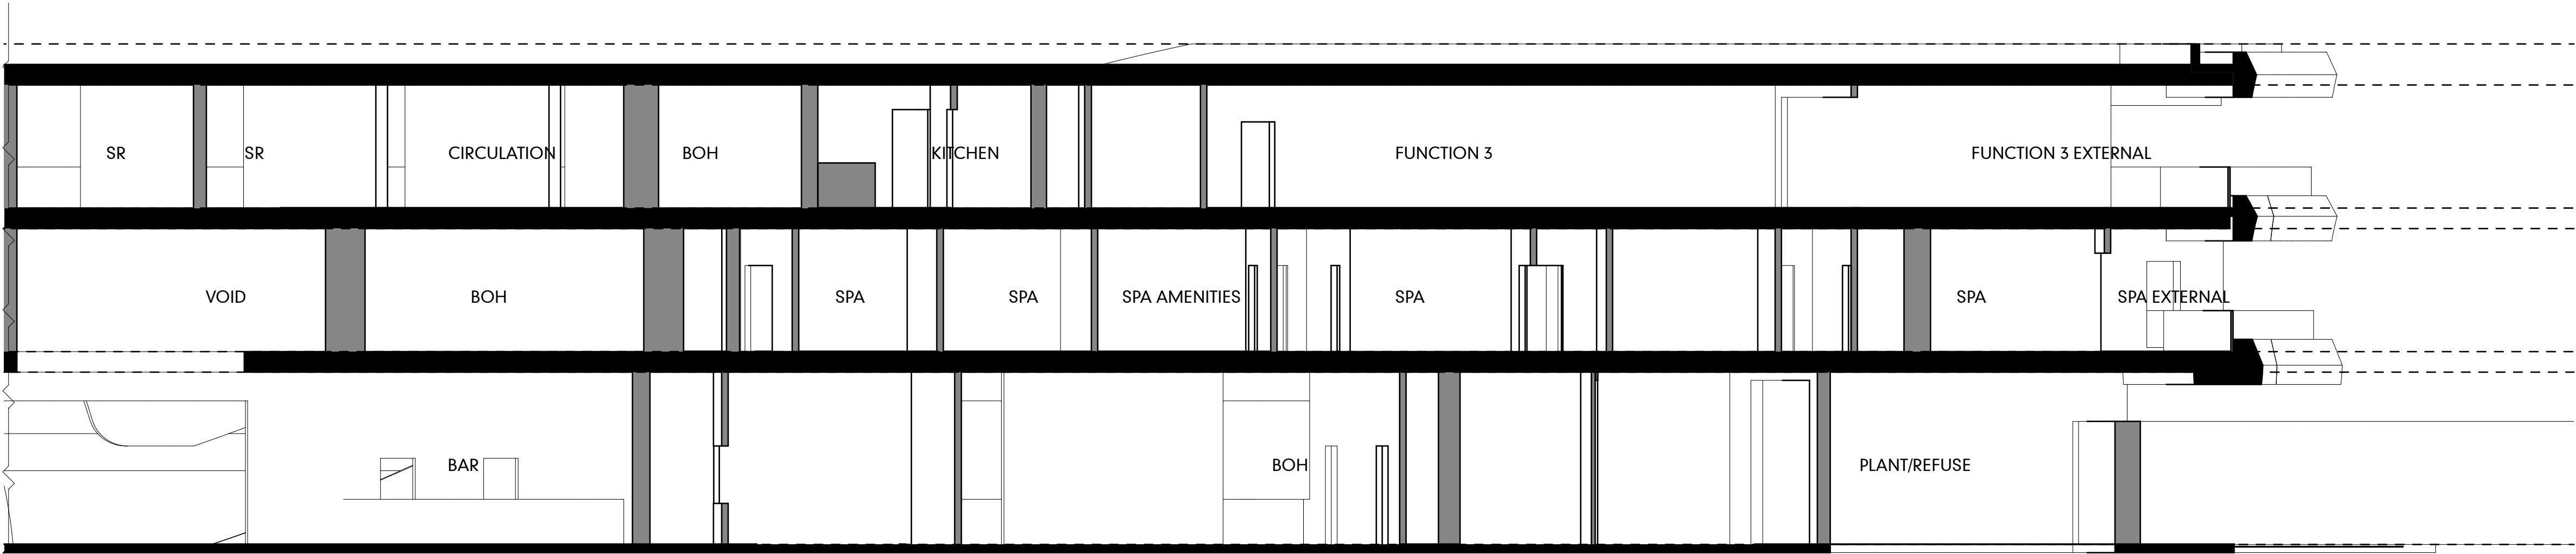 SR
SR
CIRCULATION
BOH
KITCHEN
FUNCTION 3
FUNCTION 3 EXTERNAL
VOID
BOH
SPA
SPA
SPA AMENITIES
SPA
SPA
SPA EXTERNAL
BAR
BOH
PLANT/REFUSE